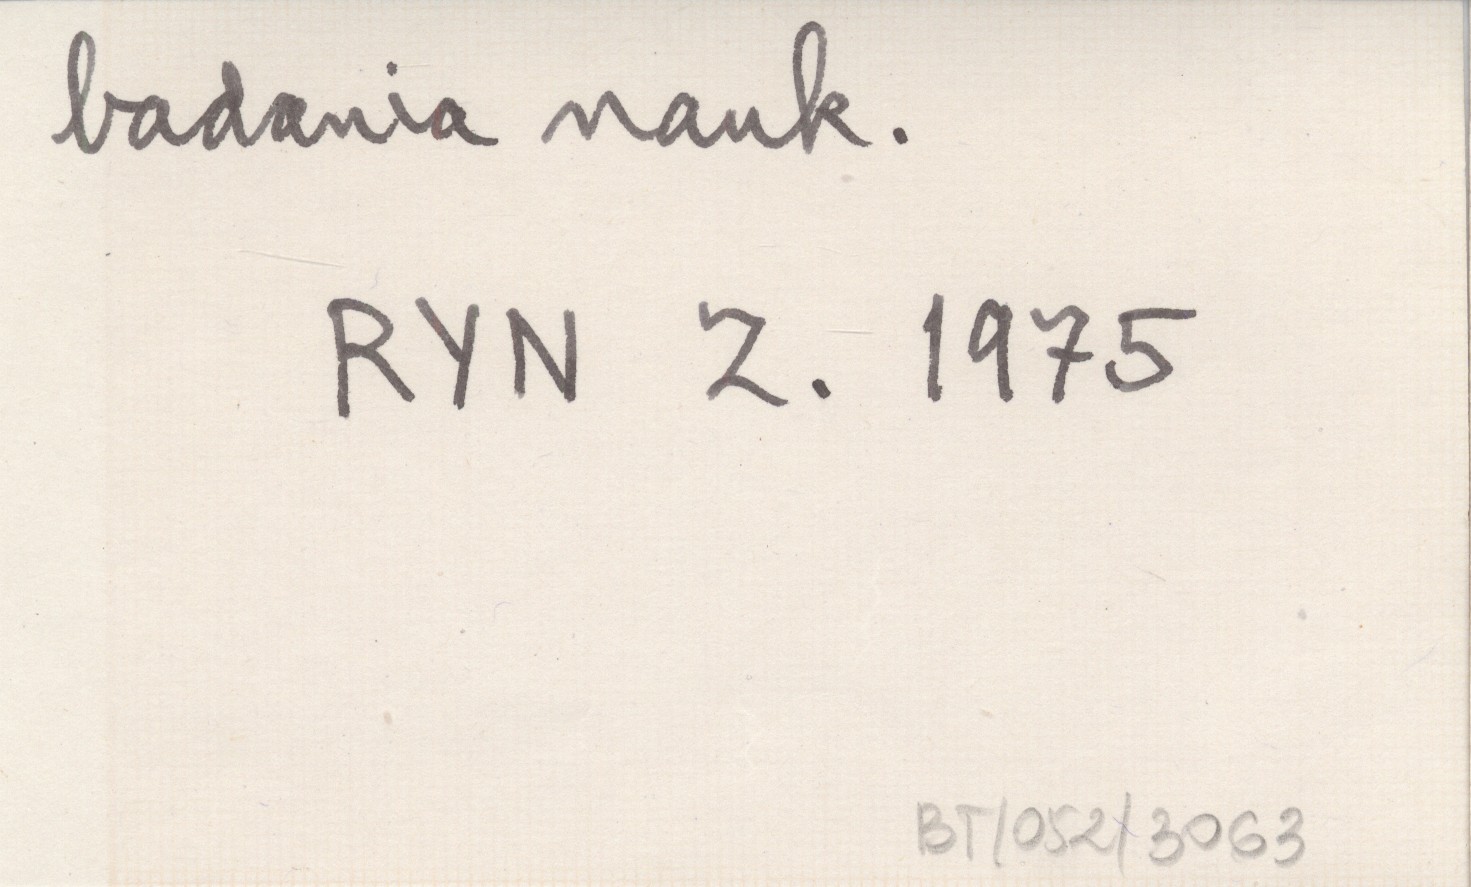 badania nauk.
RYN Z. 1975
BT/052/3063